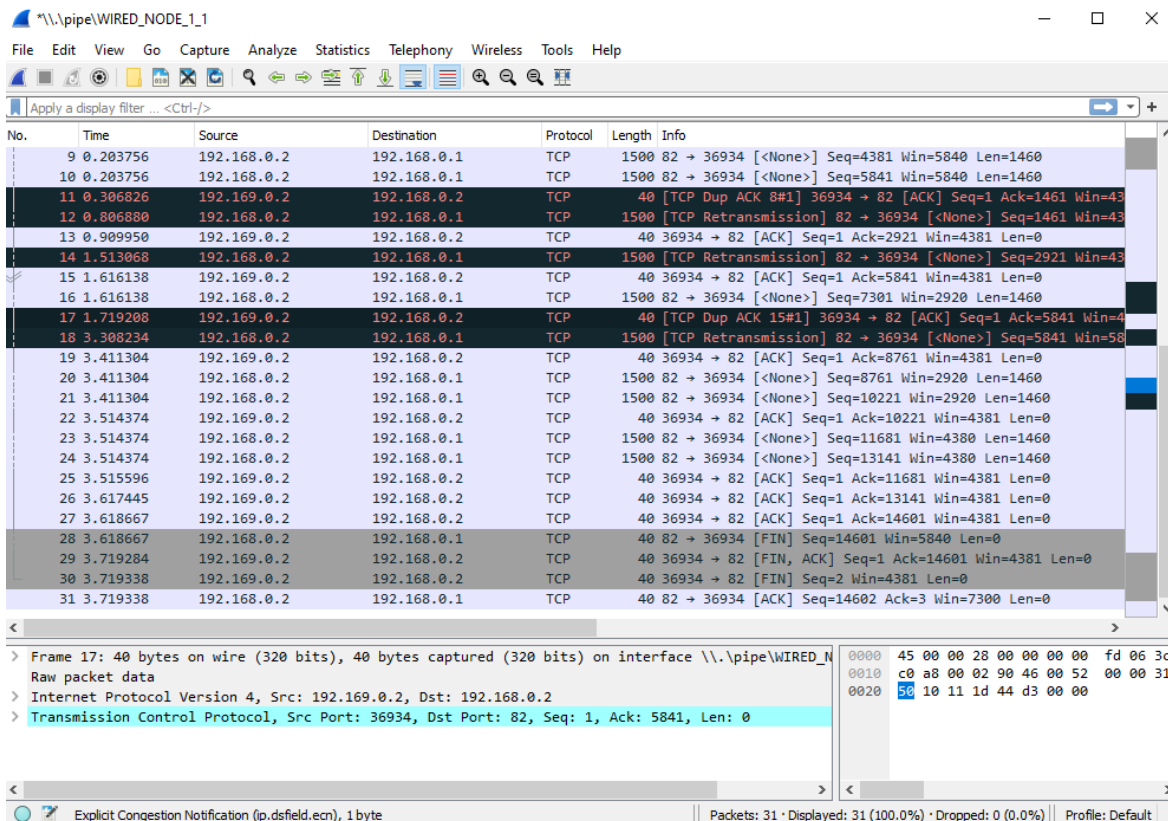 *\\.\pipe\WIRED_NODE_1_1
File Edit View Go Capture Analyze Statistics Telephony Wireless Tools Help
Apply a display filter ... <Ctrl-/>
No. Time Source Destination Protocol Length Info
9 0.203756 192.168.0.2 192.168.0.1 TCP 1500 82 → 36934 [<None>] Seq=4381 Win=5840 Len=1460
10 0.203756 192.168.0.2 192.168.0.1 TCP 1500 82 → 36934 [<None>] Seq=5841 Win=5840 Len=1460
11 0.306826 192.169.0.2 192.168.0.2 TCP 40 [TCP Dup ACK 8#1] 36934 → 82 [ACK] Seq=1 Ack=1461 Win=43
12 0.806880 192.168.0.2 192.168.0.1 TCP 1500 [TCP Retransmission] 82 → 36934 [<None>] Seq=1461 Win=43
13 0.909950 192.169.0.2 192.168.0.2 TCP 40 36934 → 82 [ACK] Seq=1 Ack=2921 Win=4381 Len=0
14 1.513068 192.168.0.2 192.168.0.1 TCP 1500 [TCP Retransmission] 82 → 36934 [<None>] Seq=2921 Win=43
15 1.616138 192.169.0.2 192.168.0.2 TCP 40 36934 → 82 [ACK] Seq=1 Ack=5841 Win=4381 Len=0
16 1.616138 192.168.0.2 192.168.0.1 TCP 1500 82 → 36934 [<None>] Seq=7301 Win=2920 Len=1460
17 1.719208 192.169.0.2 192.168.0.2 TCP 40 [TCP Dup ACK 15#1] 36934 → 82 [ACK] Seq=1 Ack=5841 Win=4
18 3.308234 192.168.0.2 192.168.0.1 TCP 1500 [TCP Retransmission] 82 → 36934 [<None>] Seq=5841 Win=58
19 3.411304 192.169.0.2 192.168.0.2 TCP 40 36934 → 82 [ACK] Seq=1 Ack=8761 Win=4381 Len=0
20 3.411304 192.168.0.2 192.168.0.1 TCP 1500 82 → 36934 [<None>] Seq=8761 Win=2920 Len=1460
21 3.411304 192.168.0.2 192.168.0.1 TCP 1500 82 → 36934 [<None>] Seq=10221 Win=2920 Len=1460
22 3.514374 192.169.0.2 192.168.0.2 TCP 40 36934 → 82 [ACK] Seq=1 Ack=10221 Win=4381 Len=0
23 3.514374 192.168.0.2 192.168.0.1 TCP 1500 82 → 36934 [<None>] Seq=11681 Win=4380 Len=1460
24 3.514374 192.168.0.2 192.168.0.1 TCP 1500 82 → 36934 [<None>] Seq=13141 Win=4380 Len=1460
25 3.515596 192.169.0.2 192.168.0.2 TCP 40 36934 → 82 [ACK] Seq=1 Ack=11681 Win=4381 Len=0
26 3.617445 192.169.0.2 192.168.0.2 TCP 40 36934 → 82 [ACK] Seq=1 Ack=13141 Win=4381 Len=0
27 3.618667 192.169.0.2 192.168.0.2 TCP 40 36934 → 82 [ACK] Seq=1 Ack=14601 Win=4381 Len=0
28 3.618667 192.168.0.2 192.168.0.1 TCP 40 82 → 36934 [FIN] Seq=14601 Win=5840 Len=0
29 3.719284 192.169.0.2 192.168.0.2 TCP 40 36934 → 82 [FIN, ACK] Seq=1 Ack=14601 Win=4381 Len=0
30 3.719338 192.169.0.2 192.168.0.2 TCP 40 36934 → 82 [FIN] Seq=2 Win=4381 Len=0
31 3.719338 192.168.0.2 192.168.0.1 TCP 40 82 → 36934 [ACK] Seq=14602 Ack=3 Win=7300 Len=0
Frame 17: 40 bytes on wire (320 bits), 40 bytes captured (320 bits) on interface \\.\pipe\WIRED_N
Raw packet data
Internet Protocol Version 4, Src: 192.169.0.2, Dst: 192.168.0.2
Transmission Control Protocol, Src Port: 36934, Dst Port: 82, Seq: 1, Ack: 5841, Len: 0
0000 45 00 00 28 00 00 00 00 fd 06 3c
0010 c0 a8 00 02 90 46 00 52 00 00 31
0020 50 10 11 1d 44 d3 00 00
Explicit Congestion Notification (ip.dsfield.ecn), 1 byte
Packets: 31 · Displayed: 31 (100.0%) · Dropped: 0 (0.0%)
Profile: Default